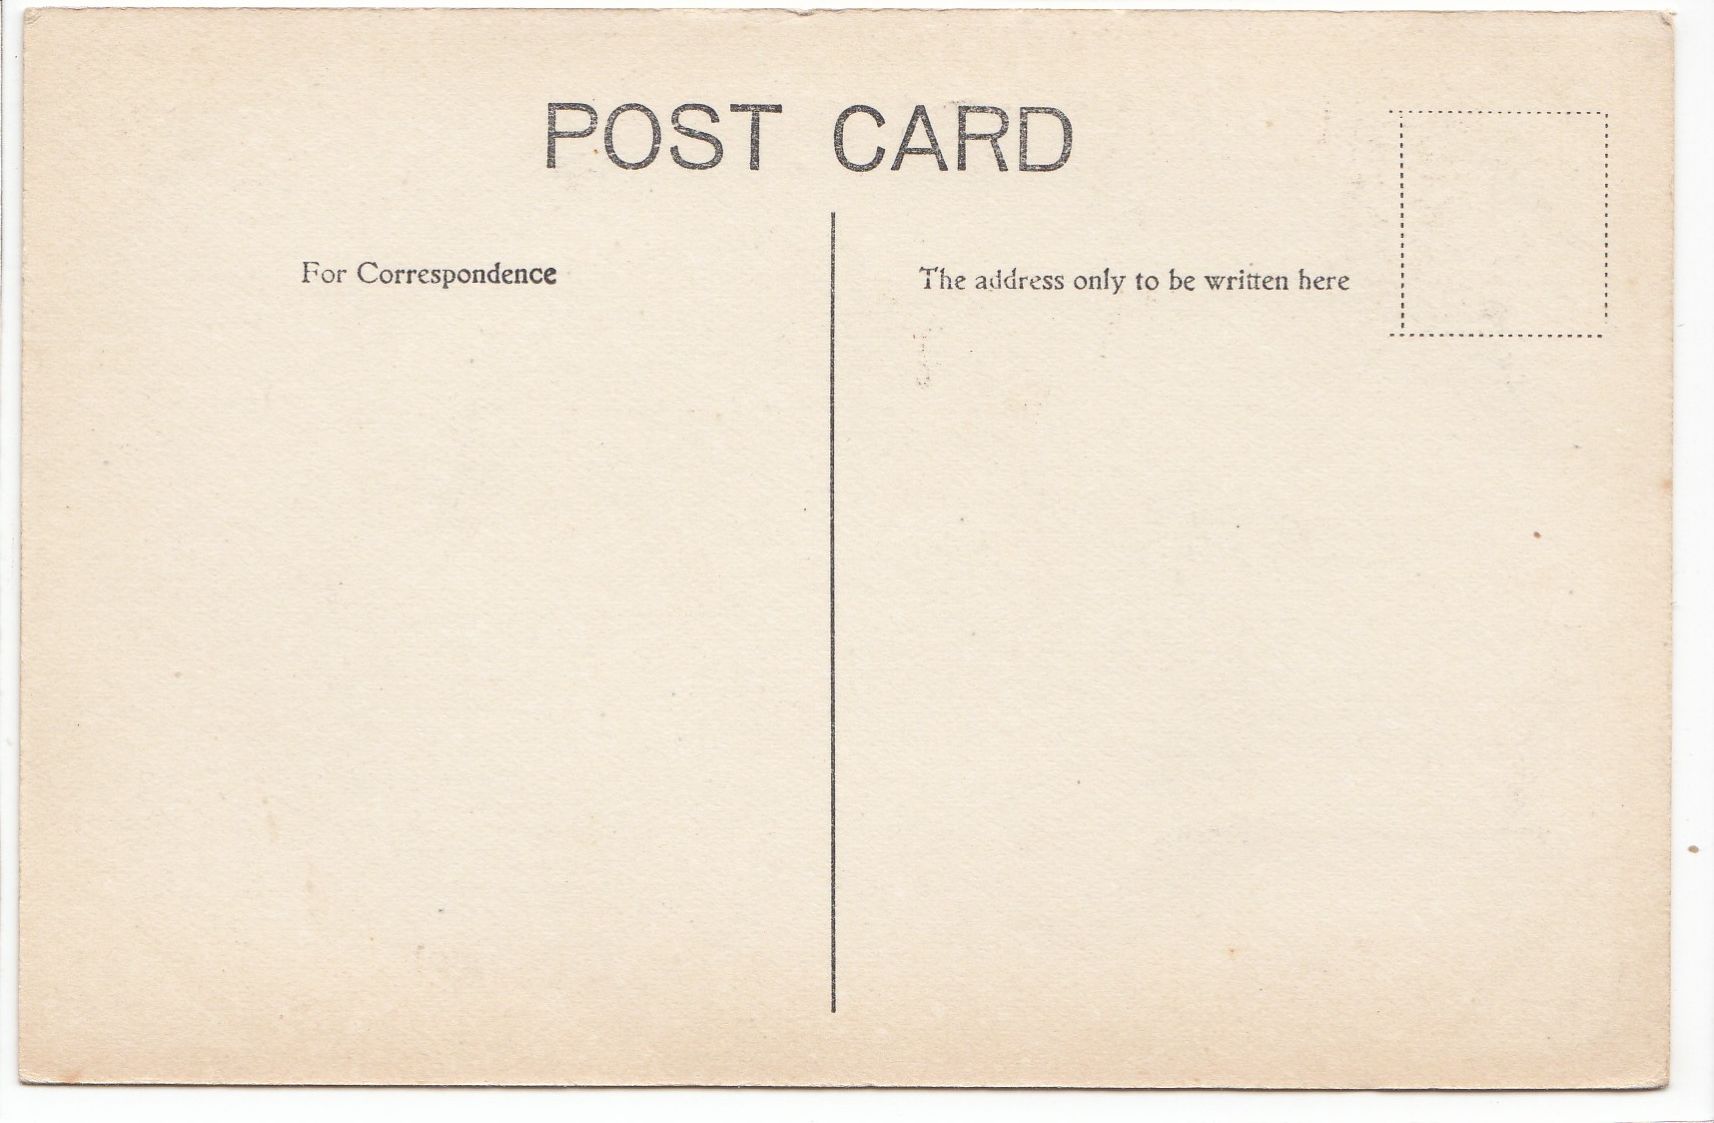 POST CARD
For Correspondence
The address only to be written here